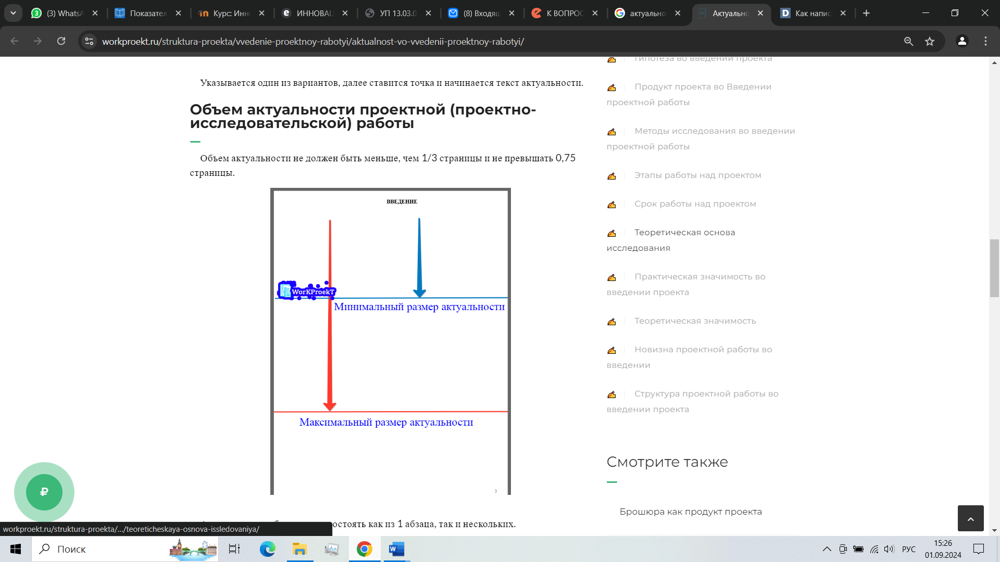 (3) WhatsA
Показател
Курс: Инн
ИННОВАЦ
УП 13.03.0
(8) Входящ
К ВОПРОС
актуально
Актуально
Как напис
workproekt.ru/struktura-proekta/vvedenie-proektnoy-rabotyi/aktualnost-vo-vvedenii-proektnoy-rabotyi/
Указывается один из вариантов, далее ставится точка и начинается текст актуальности.
Объем актуальности проектной (проектно-
исследовательской) работы
Объем актуальности не должен быть меньше, чем 1/3 страницы и не превышать 0,75
страницы.
ВВЕДЕНИЕ
WorKProekT
Минимальный размер актуальности
Максимальный размер актуальности
3
остоять как из 1 абзаца, так и нескольких.
Гипотеза во введении проекта
Продукт проекта во Введении
проектной работы
Методы исследования во введении
проектной работы
Этапы работы над проектом
Срок работы над проектом
Теоретическая основа
исследования
Практическая значимость во
введении проекта
Теоретическая значимость
Новизна проектной работы во
введении
Структура проектной работы во
введении проекта
Смотрите также
Брошюра как продукт проекта
₽
workproekt.ru/struktura-proekta/.../teoreticheskaya-osnova-issledovaniya/
Поиск
РУС
15:26
01.09.2024